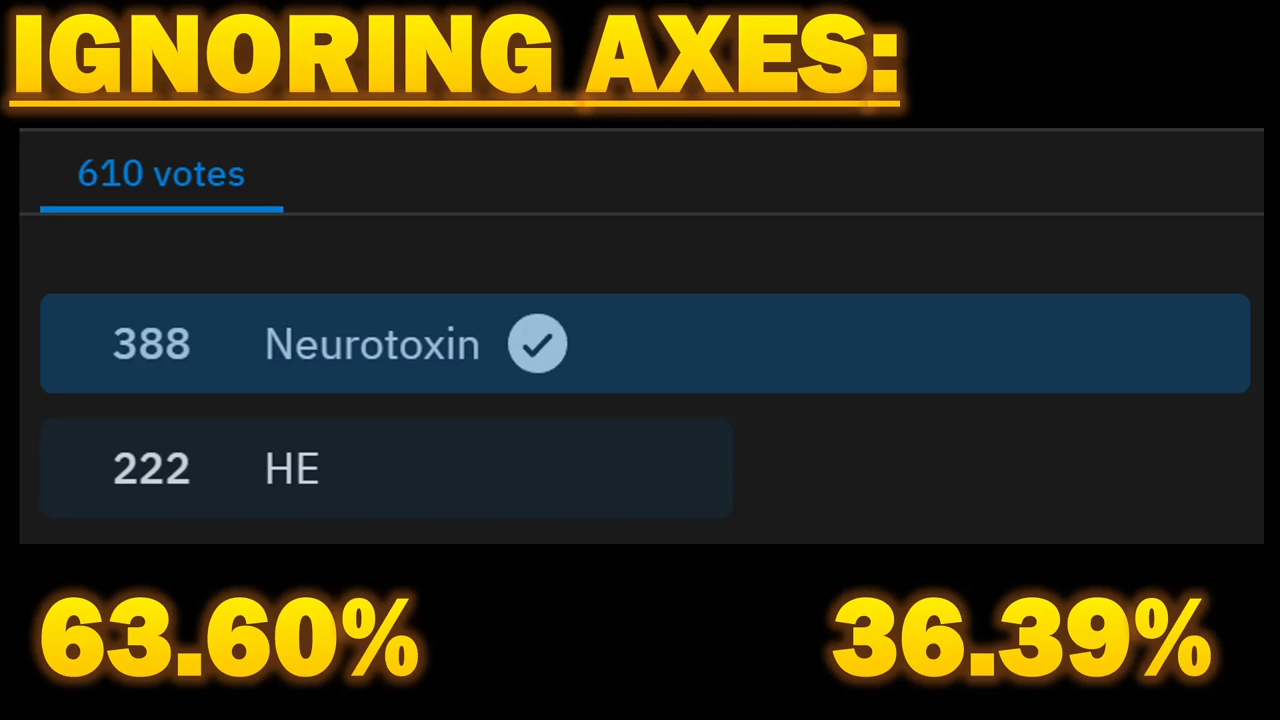 IGNORING AXES:
610 votes
388 Neurotoxin
222 HE
63.60% 36.39%